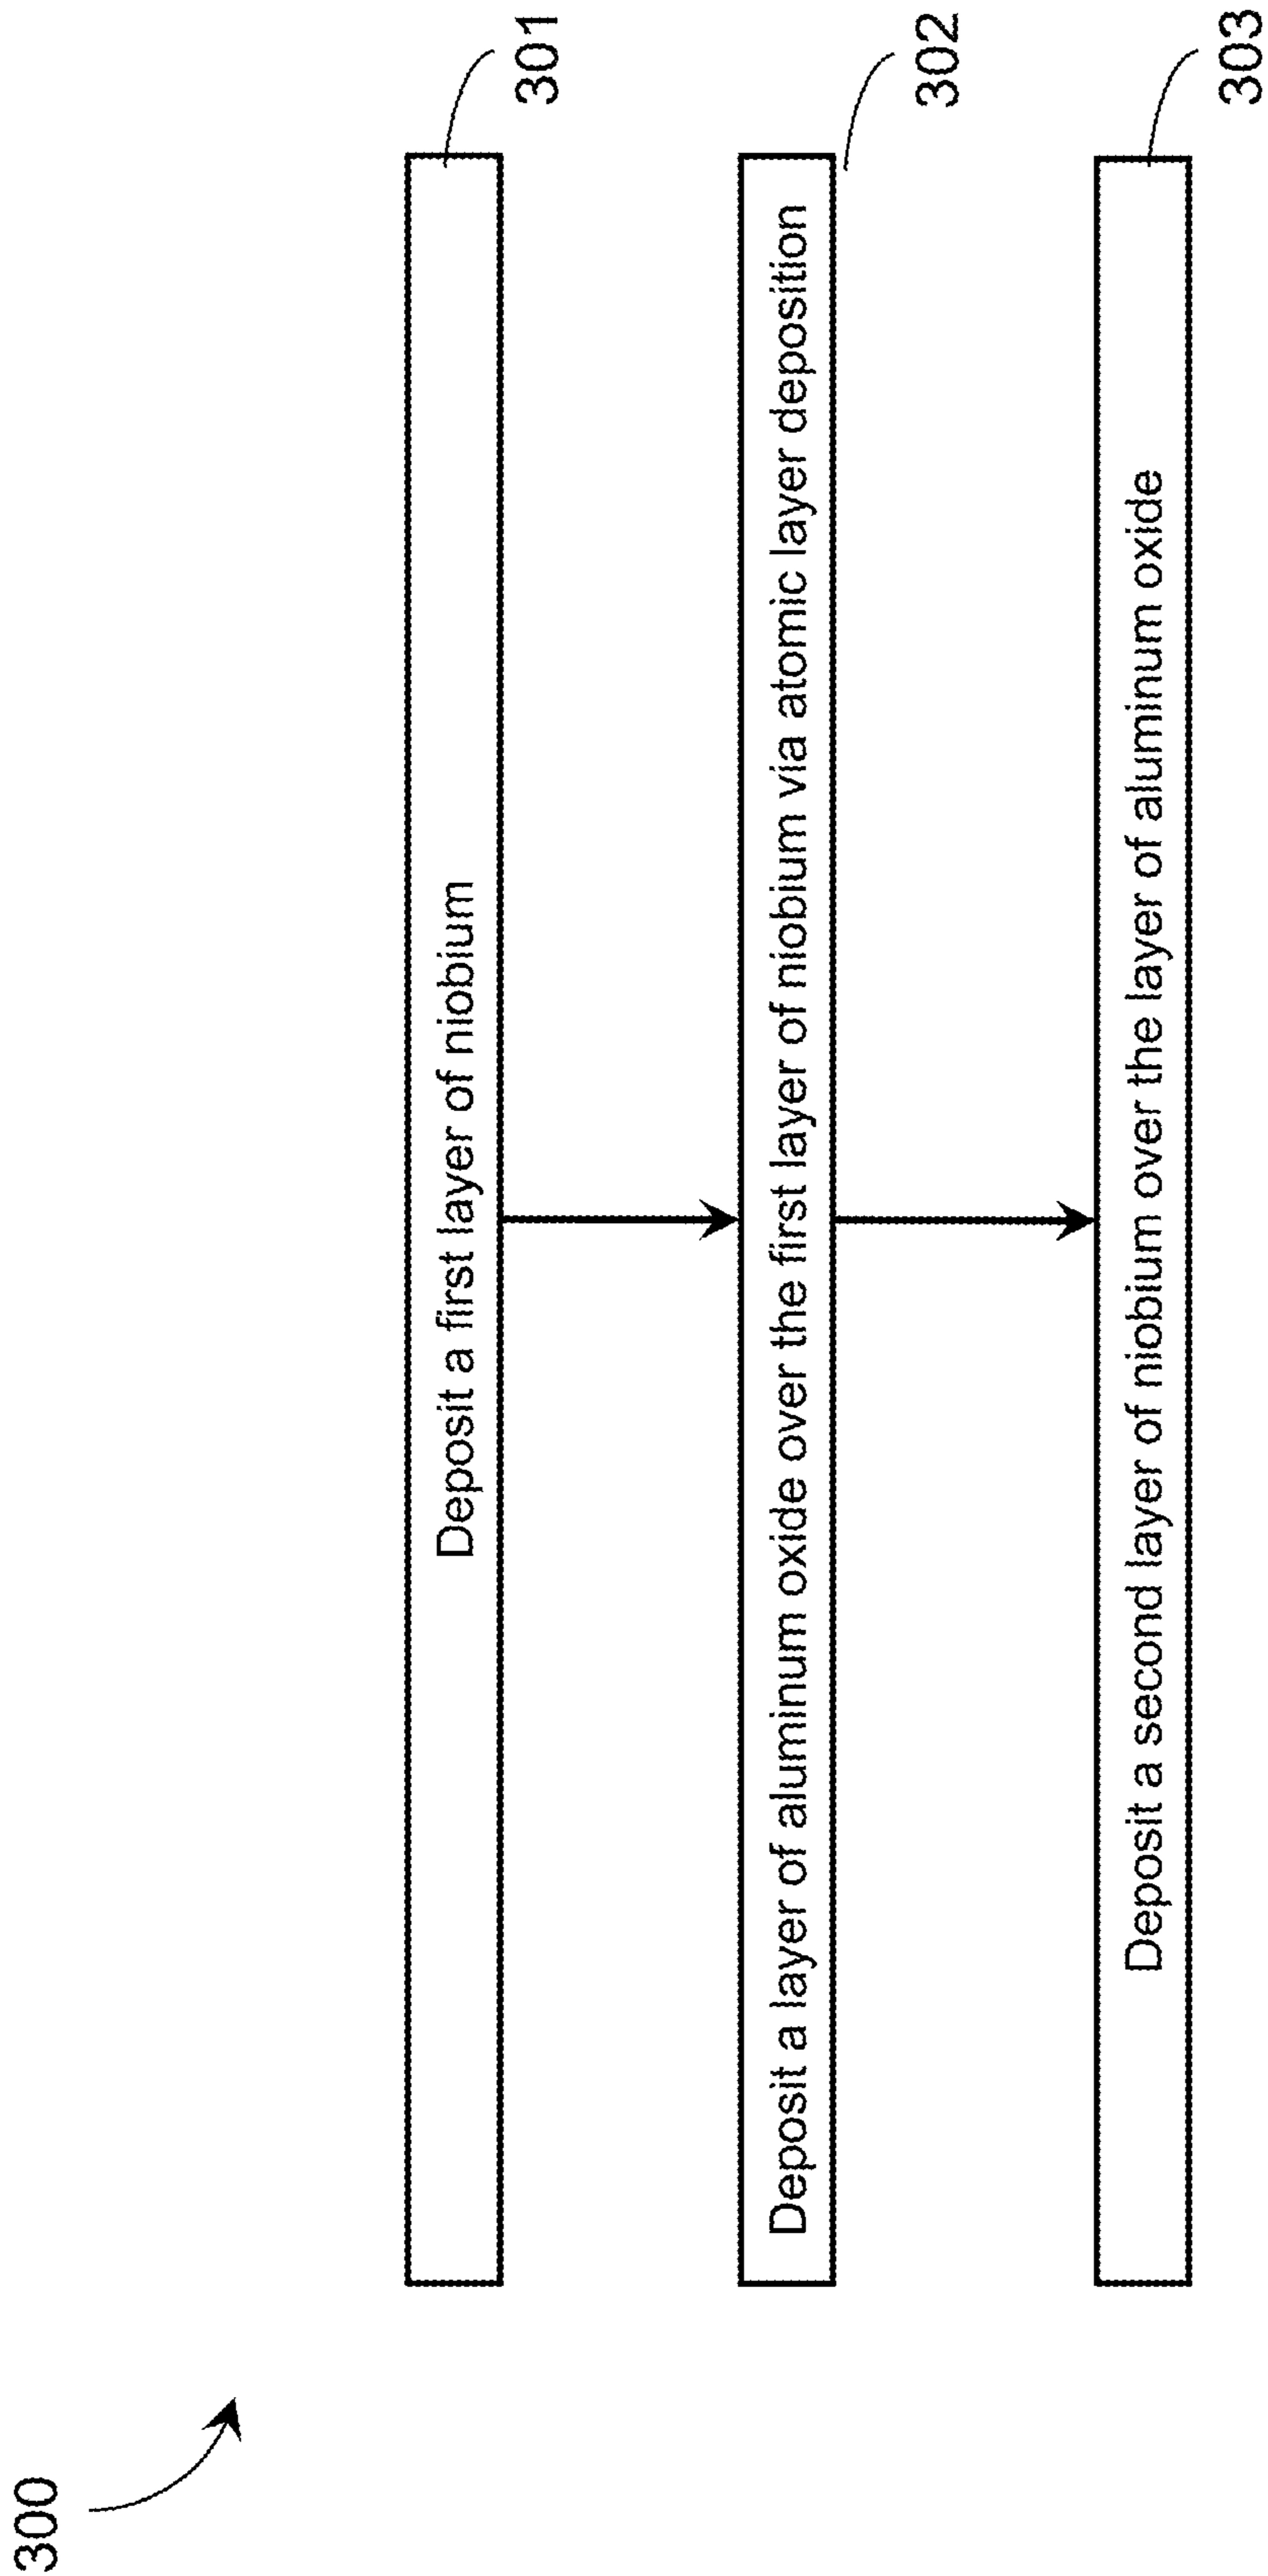 300
Deposit a first layer of niobium
301
Deposit a layer of aluminum oxide over the first layer of niobium via atomic layer deposition
302
Deposit a second layer of niobium over the layer of aluminum oxide
303